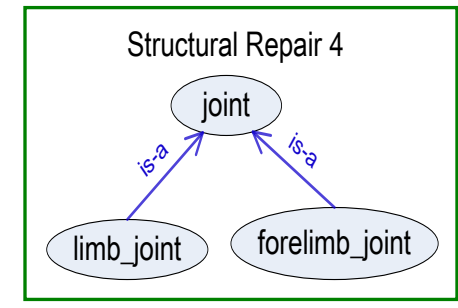 Structural Repair 4
joint
is-a
is-a
limb_joint
forelimb_joint